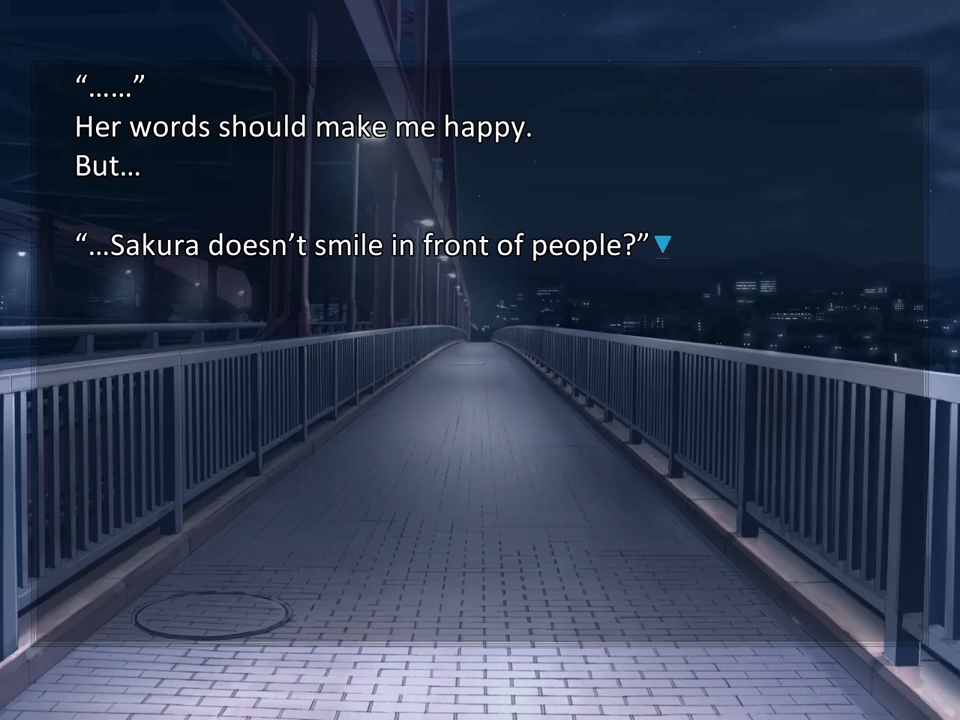 “......”
Her words should make me happy.
But...
“...Sakura doesn’t smile in front of people?”